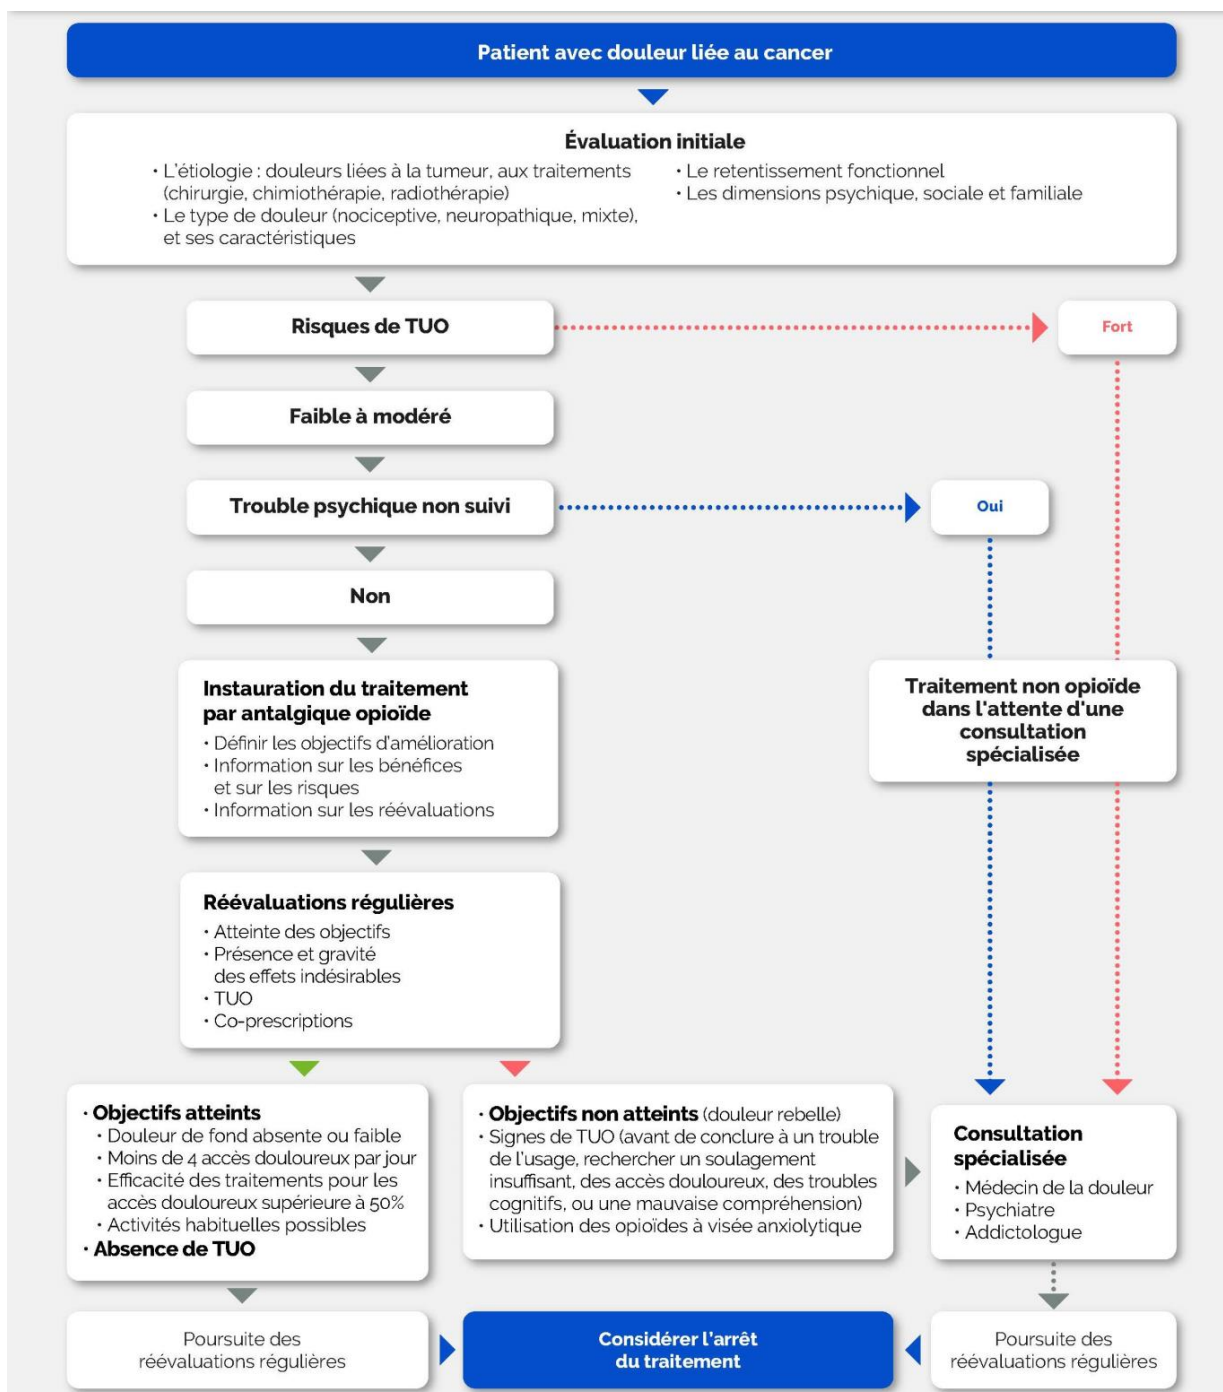 Patient avec douleur liée au cancer
Évaluation initiale
• L'étiologie : douleurs liées à la tumeur, aux traitements
(chirurgie, chimiothérapie, radiothérapie)
• Le type de douleur (nociceptive, neuropathique, mixte),
et ses caractéristiques
• Le retentissement fonctionnel
• Les dimensions psychique, sociale et familiale
Risques de TUO
Fort
Faible à modéré
Trouble psychique non suivi
Oui
Non
Instauration du traitement
par antalgique opioïde
• Définir les objectifs d'amélioration
• Information sur les bénéfices
et sur les risques
• Information sur les réévaluations
Traitement non opioïde
dans l'attente d'une
consultation
spécialisée
Réévaluations régulières
• Atteinte des objectifs
• Présence et gravité
des effets indésirables
• TUO
• Co-prescriptions
• Objectifs atteints
• Douleur de fond absente ou faible
• Moins de 4 accès douloureux par jour
• Efficacité des traitements pour les
accès douloureux supérieure à 50%
• Activités habituelles possibles
• Absence de TUO
• Objectifs non atteints (douleur rebelle)
• Signes de TUO (avant de conclure à un trouble
de l'usage, rechercher un soulagement
insuffisant, des accès douloureux, des troubles
cognitifs, ou une mauvaise compréhension)
• Utilisation des opioïdes à visée anxiolytique
Consultation
spécialisée
• Médecin de la douleur
• Psychiatre
• Addictologue
Poursuite des
réévaluations régulières
Considérer l'arrêt
du traitement
Poursuite des
réévaluations régulières